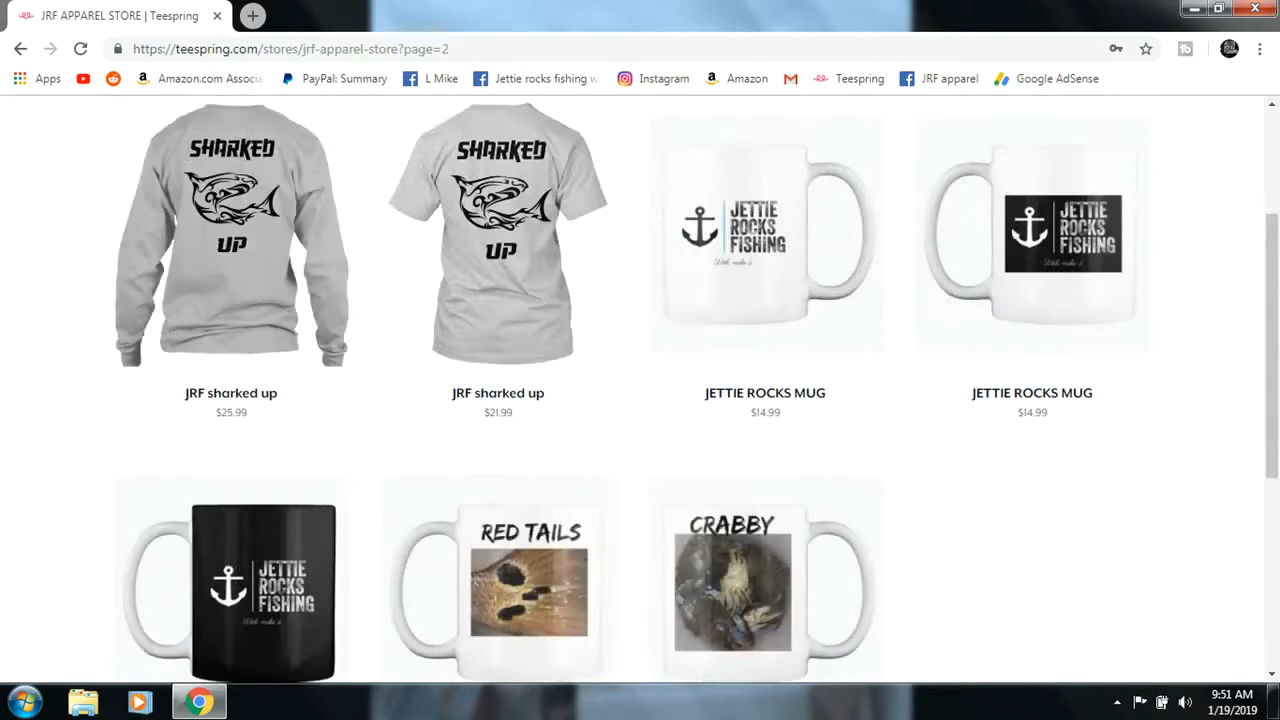 JRF APPAREL STORE | Teespring
https://teespring.com/stores/jrf-apparel-store?page=2
Apps
Amazon.com Associa
PayPal: Summary
L Mike
Jettie rocks fishing w
Instagram
Amazon
Teespring
JRF apparel
Google AdSense
SHARKED
UP
SHARKED
UP
JETTIE
ROCKS
FISHING
JETTIE
ROCKS
FISHING
JRF sharked up
JRF sharked up
JETTIE ROCKS MUG
JETTIE ROCKS MUG
$25.99
$21.99
$14.99
$14.99
JETTIE
ROCKS
FISHING
RED TAILS
CRABBY
9:51 AM
1/19/2019